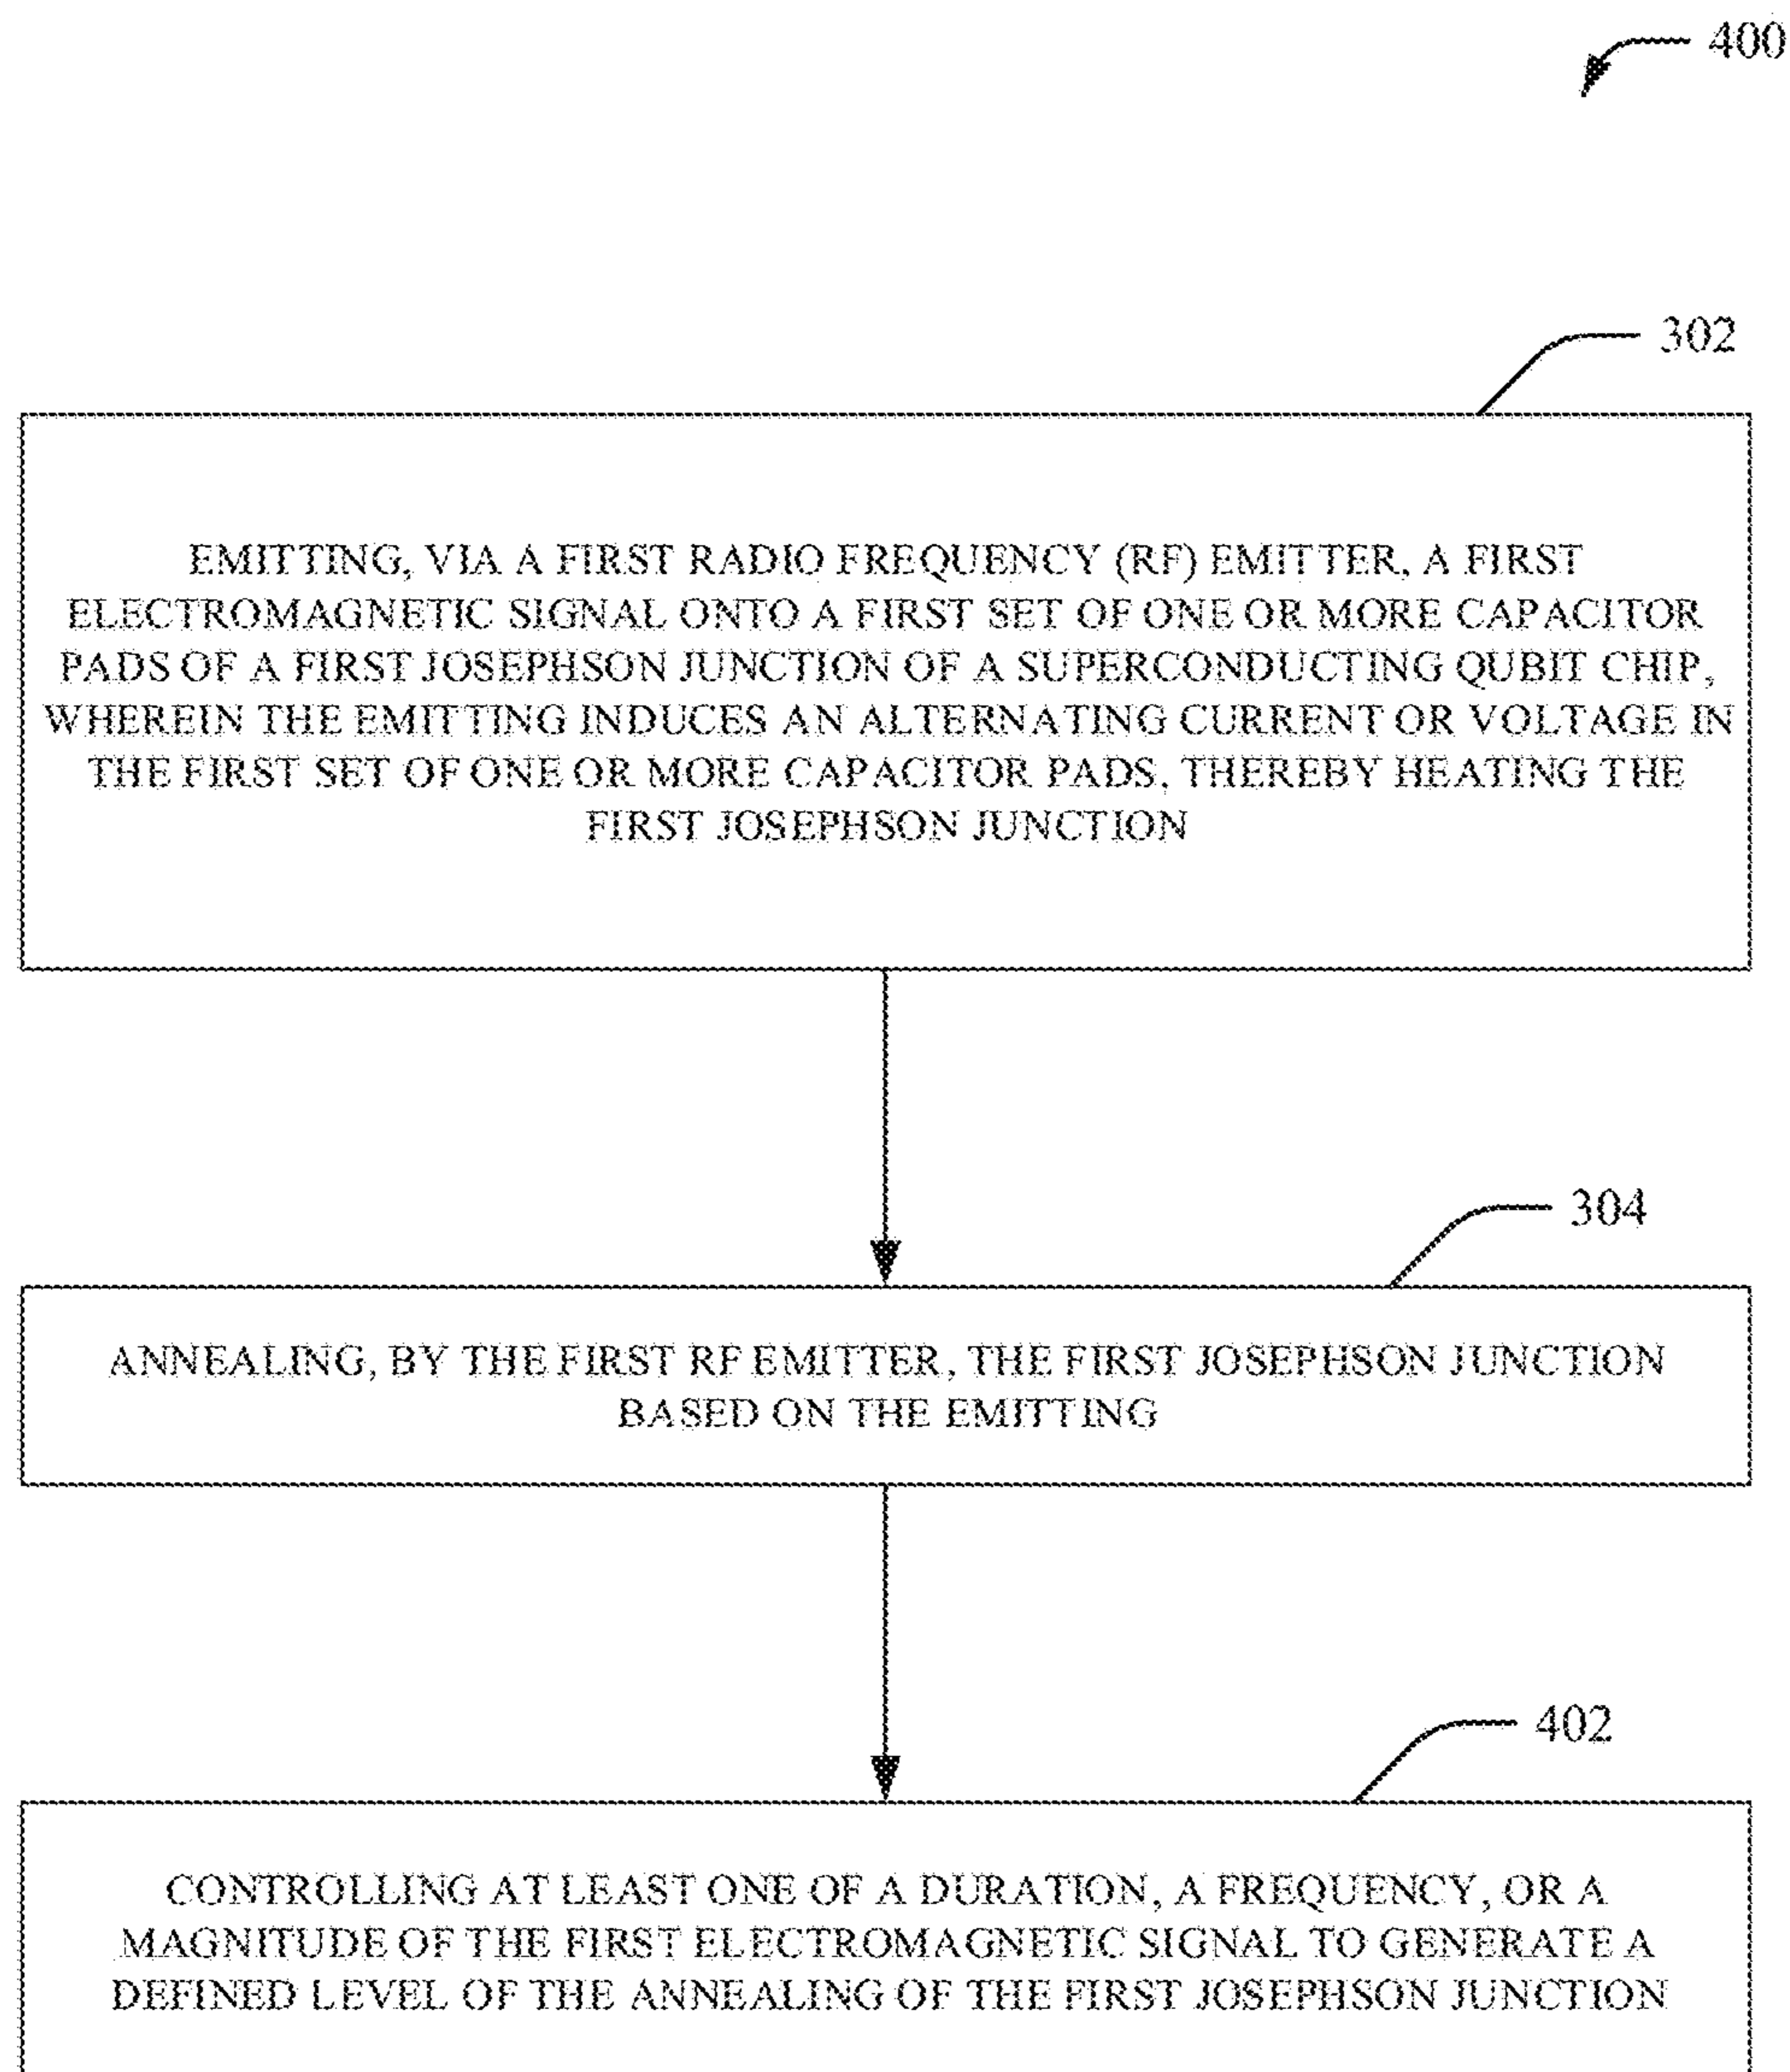 400
302
EMITTING, VIA A FIRST RADIO FREQUENCY (RF) EMITTER, A FIRST
ELECTROMAGNETIC SIGNAL ONTO A FIRST SET OF ONE OR MORE CAPACITOR
PADS OF A FIRST JOSEPHSON JUNCTION OF A SUPERCONDUCTING QUBIT CHIP,
WHEREIN THE EMITTING INDUCES AN ALTERNATING CURRENT OR VOLTAGE IN
THE FIRST SET OF ONE OR MORE CAPACITOR PADS, THEREBY HEATING THE
FIRST JOSEPHSON JUNCTION
304
ANNEALING, BY THE FIRST RF EMITTER, THE FIRST JOSEPHSON JUNCTION
BASED ON THE EMITTING
402
CONTROLLING AT LEAST ONE OF A DURATION, A FREQUENCY, OR A
MAGNITUDE OF THE FIRST ELECTROMAGNETIC SIGNAL TO GENERATE A
DEFINED LEVEL OF THE ANNEALING OF THE FIRST JOSEPHSON JUNCTION